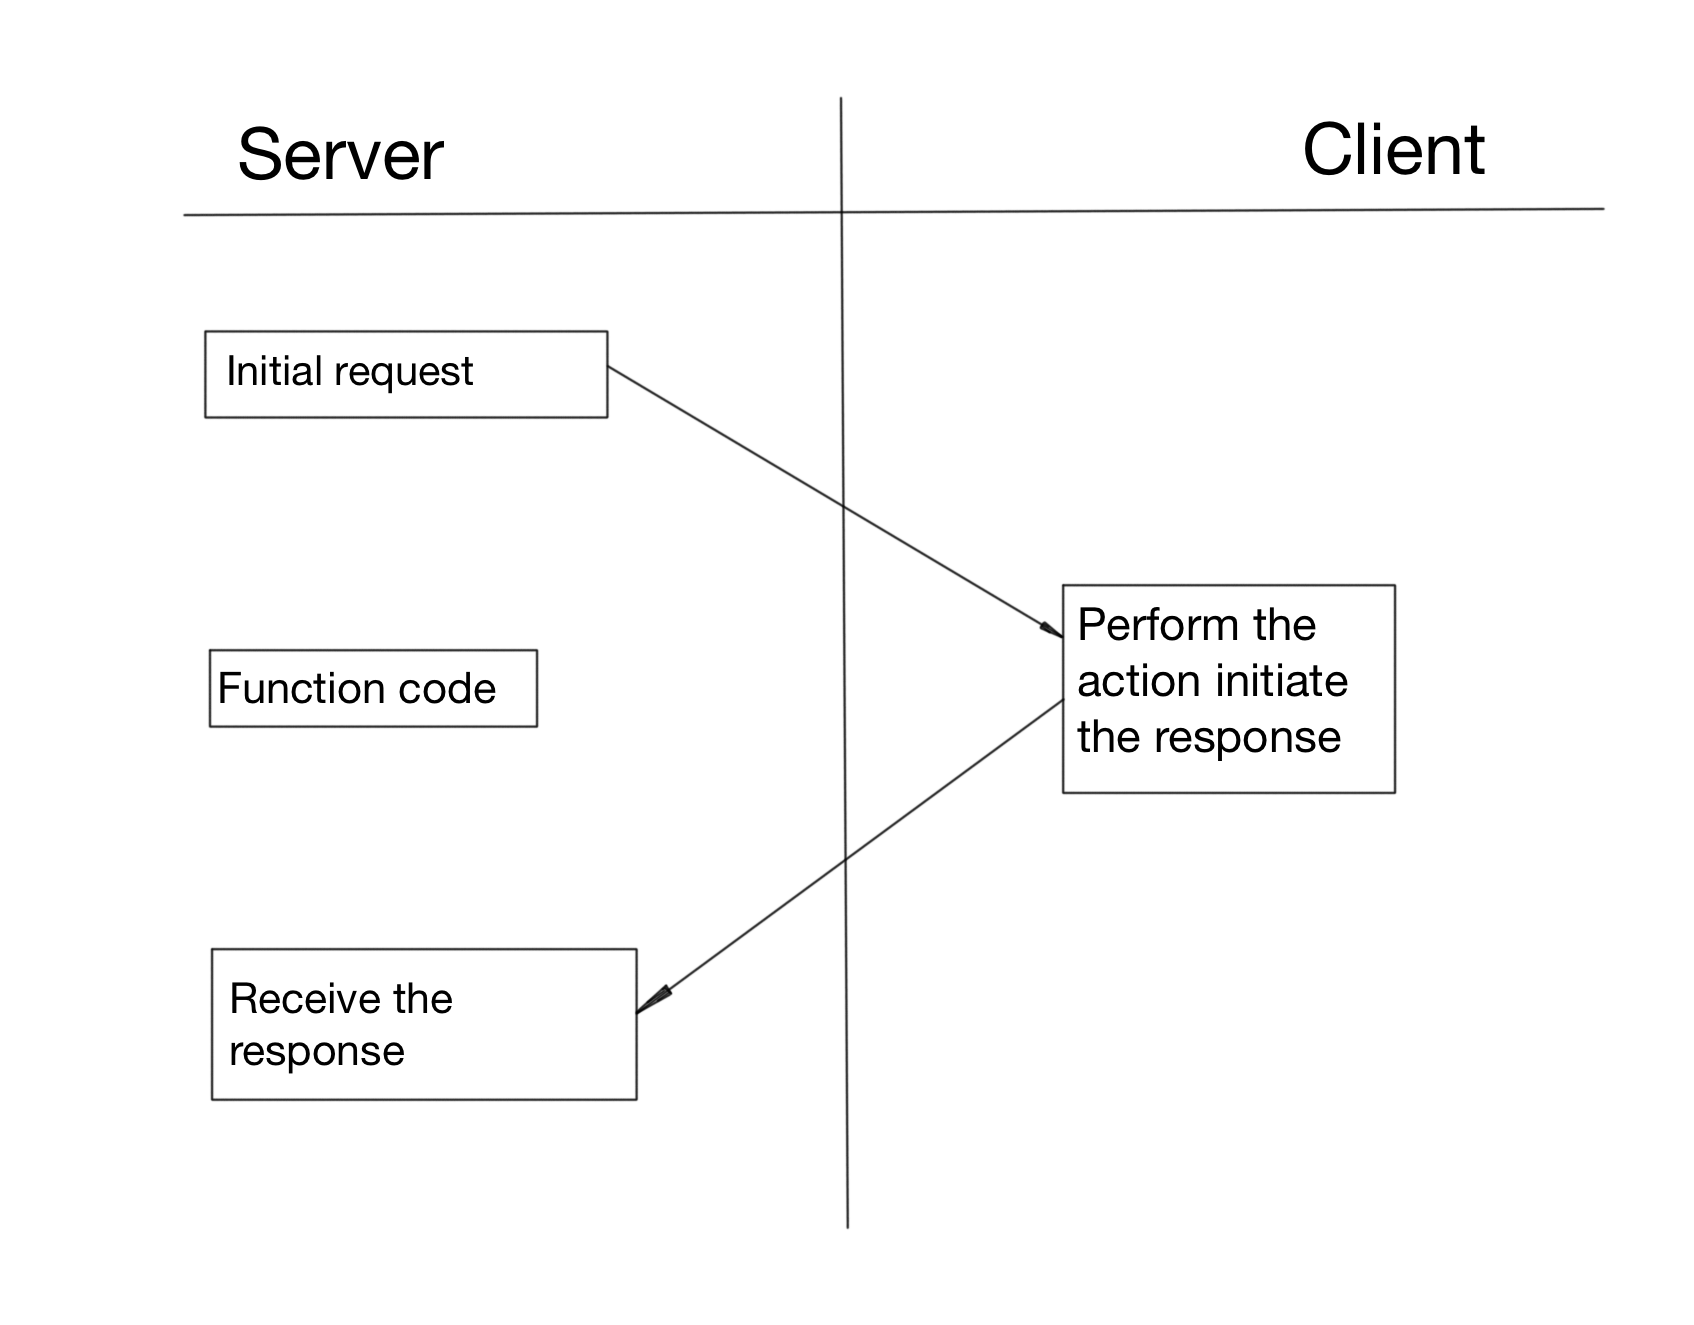 Server
Client
Initial request
Function code
Perform the
action initiate
the response
Receive the
response